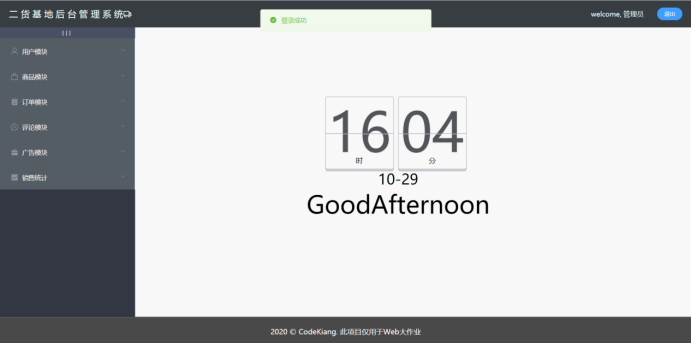 二货基地后台管理系统
登录成功
welcome, 管理员
退出
|||
用户模块
商品模块
订单模块
评论模块
广告模块
销售统计
16 04
时 分
10-29
GoodAfternoon
2020 © CodeKiang. 此项目仅用于Web大作业